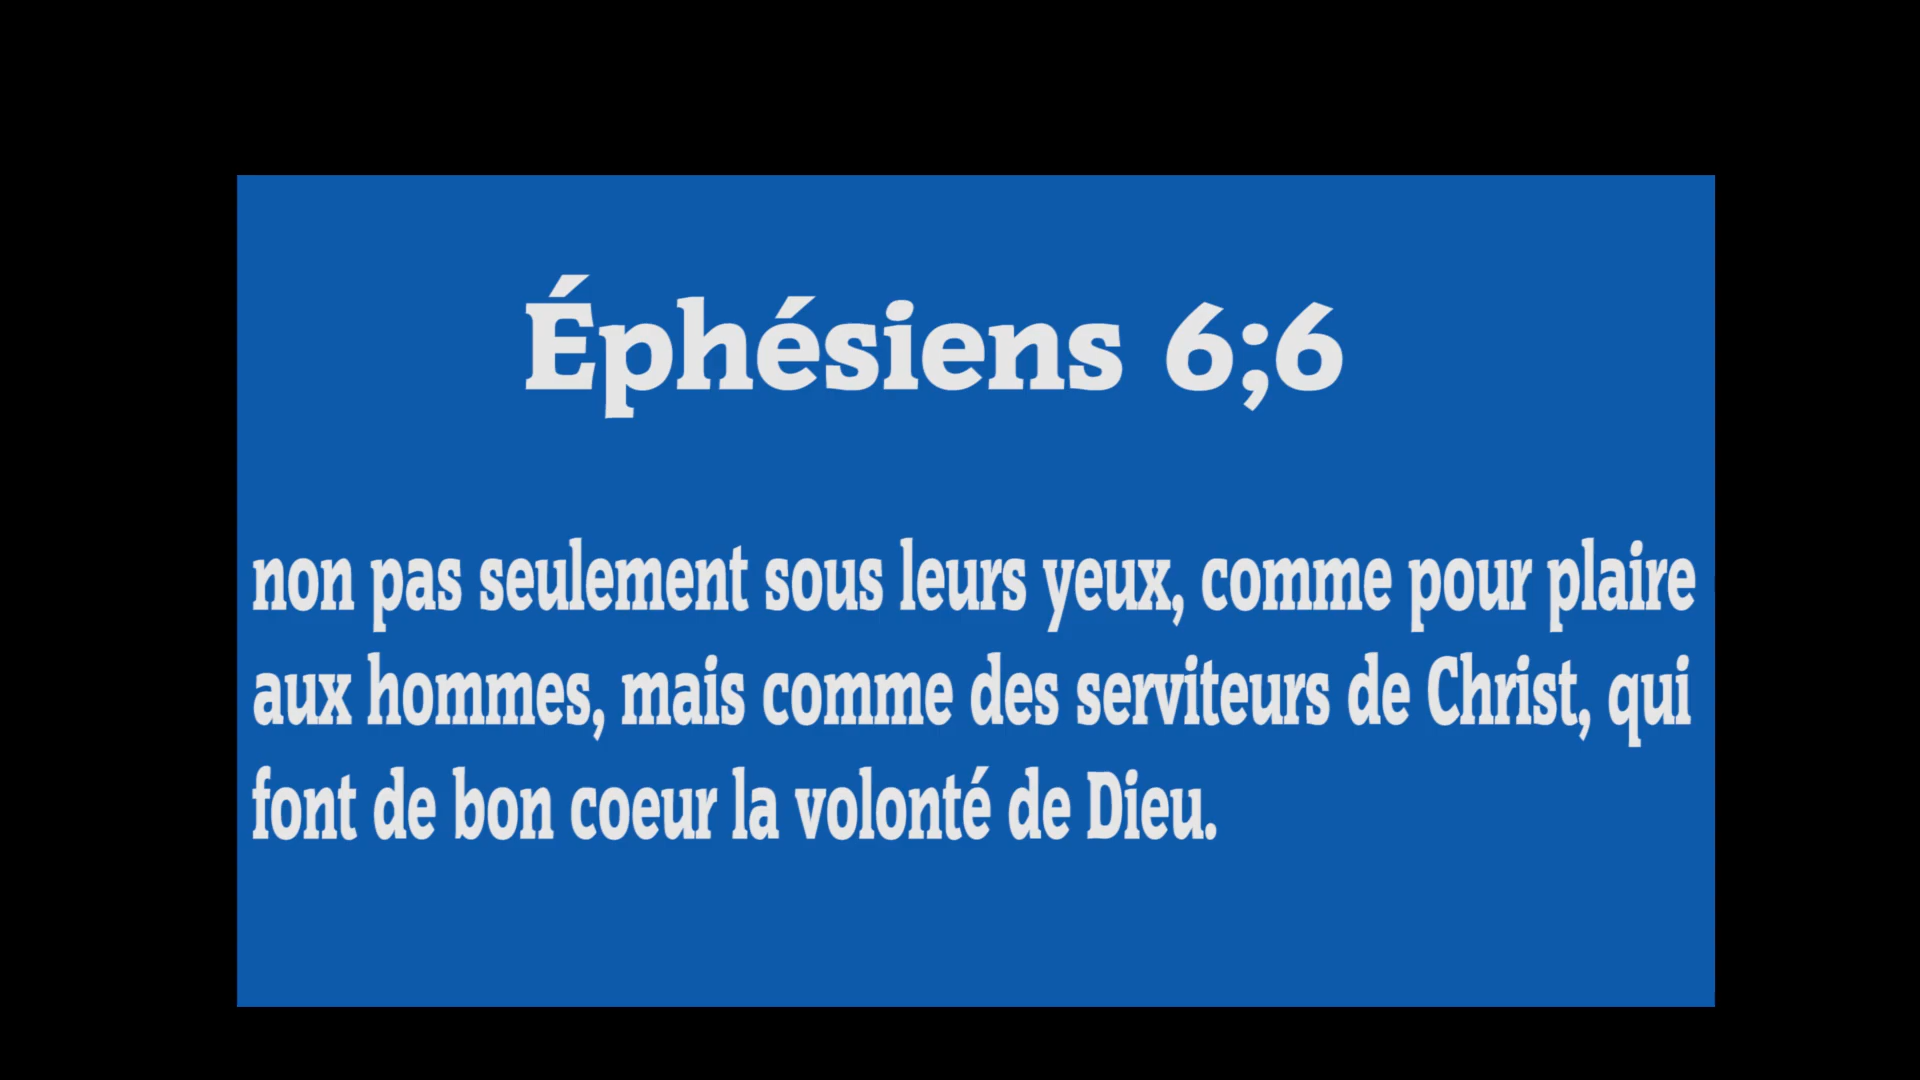 Éphésiens 6;6
non pas seulement sous leurs yeux, comme pour plaire
aux hommes, mais comme des serviteurs de Christ, qui
font de bon coeur la volonté de Dieu.